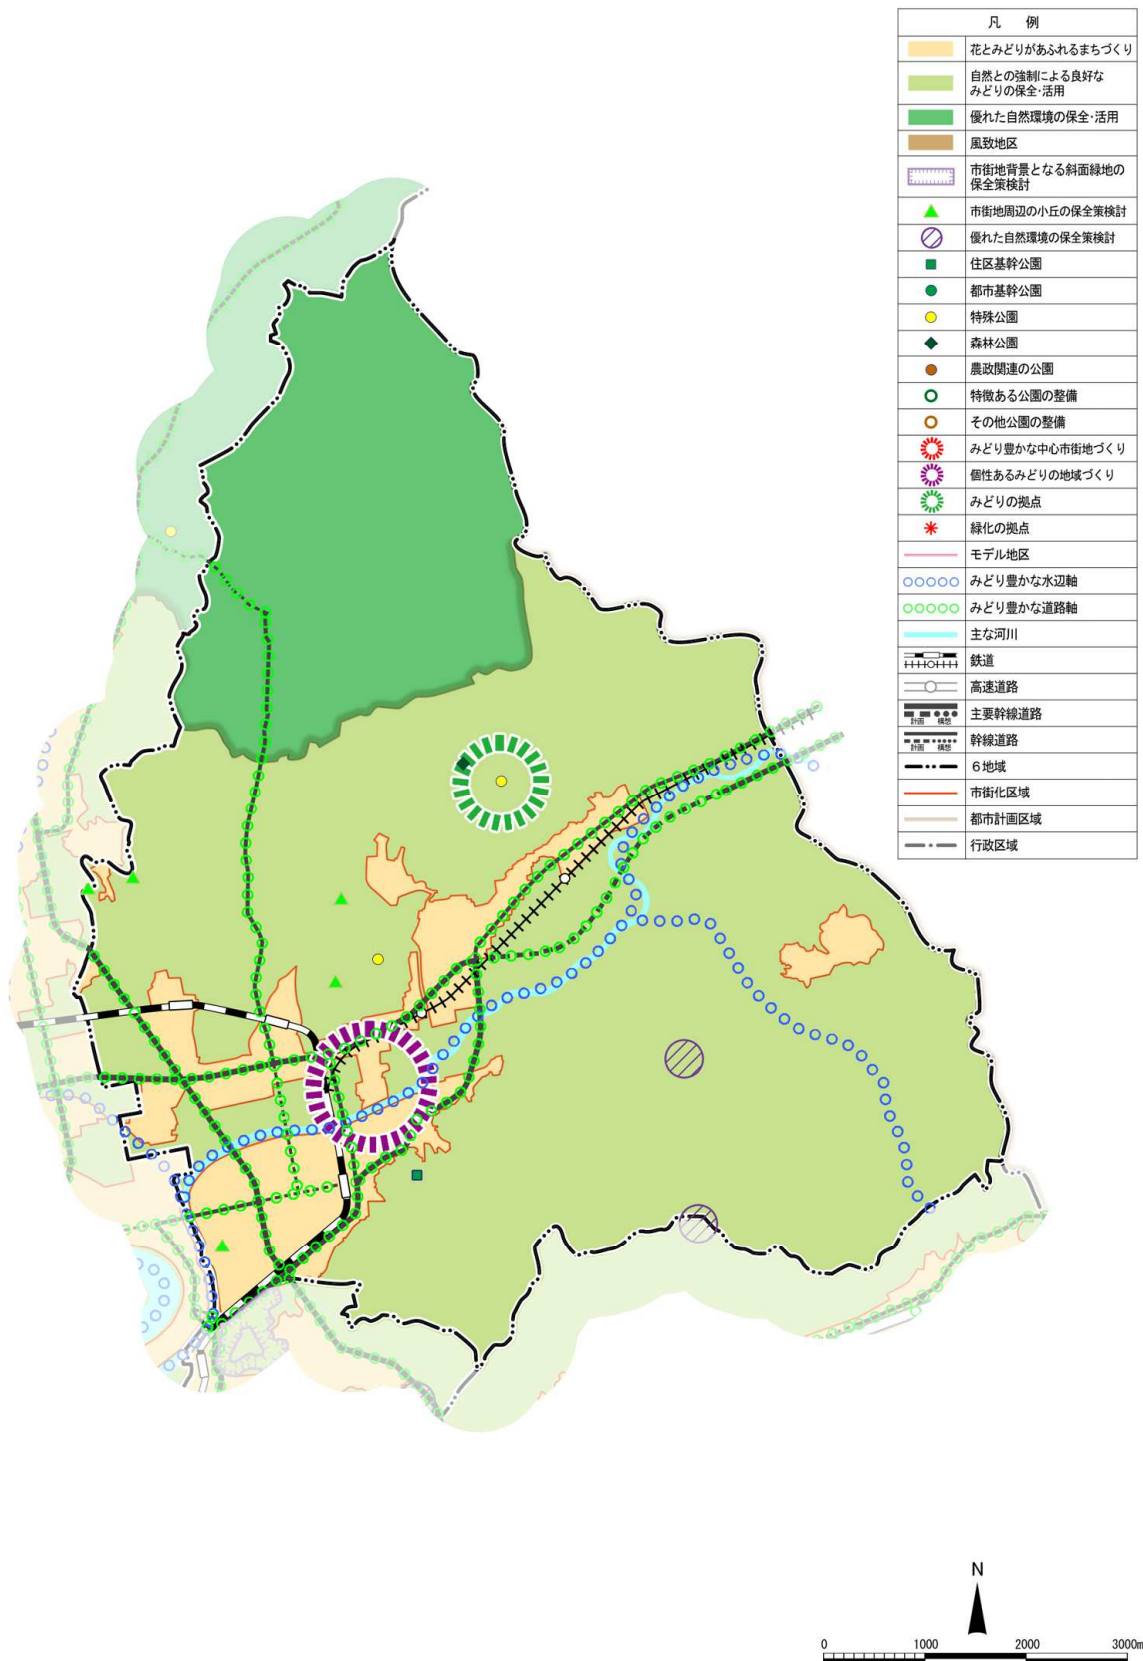 凡 例
花とみどりがあふれるまちづくり
自然との強制による良好な
みどりの保全･活用
優れた自然環境の保全･活用
風致地区
市街地背景となる斜面緑地の
保全策検討
市街地周辺の小丘の保全策検討
優れた自然環境の保全策検討
住区基幹公園
都市基幹公園
特殊公園
森林公園
農政関連の公園
特徴ある公園の整備
その他公園の整備
みどり豊かな中心市街地づくり
個性あるみどりの地域づくり
みどりの拠点
緑化の拠点
モデル地区
みどり豊かな水辺軸
みどり豊かな道路軸
主な河川
鉄道
高速道路
主要幹線道路
計画 構想
幹線道路
計画 構想
6地域
市街化区域
都市計画区域
行政区域
N
0 1000 2000 3000m